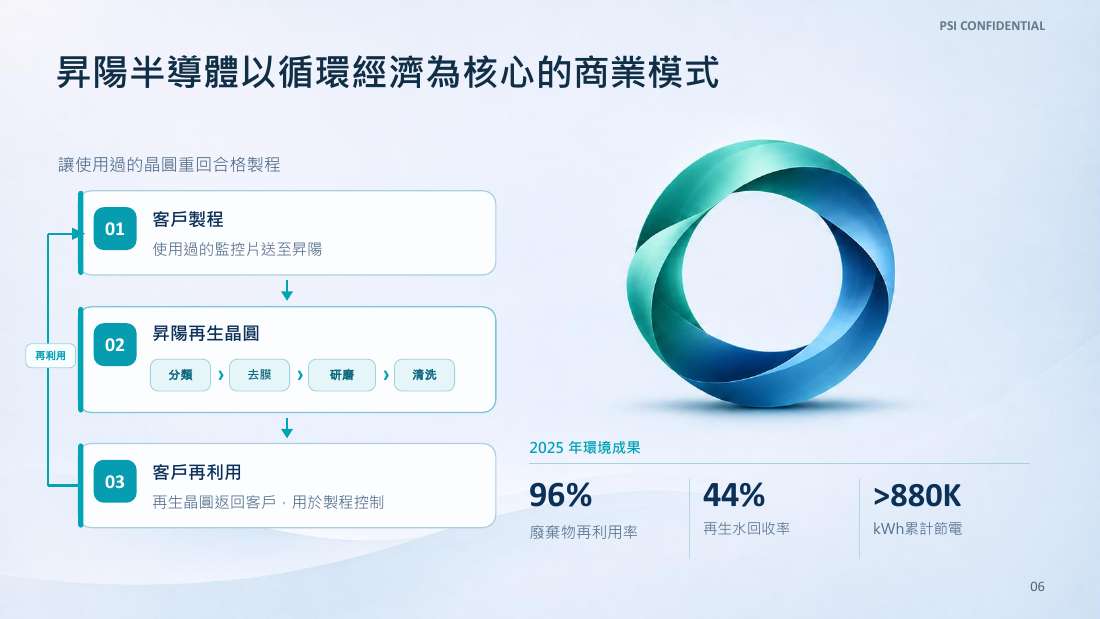 PSI CONFIDENTIAL
昇陽半導體以循環經濟為核心的商業模式
讓使用過的晶圓重回合格製程
01
客戶製程
使用過的監控片送至昇陽
再利用
02
昇陽再生晶圓
分類 › 去膜 › 研磨 › 清洗
03
客戶再利用
再生晶圓返回客戶，用於製程控制
2025 年環境成果
96%
廢棄物再利用率
44%
再生水回收率
>880K
kWh累計節電
06